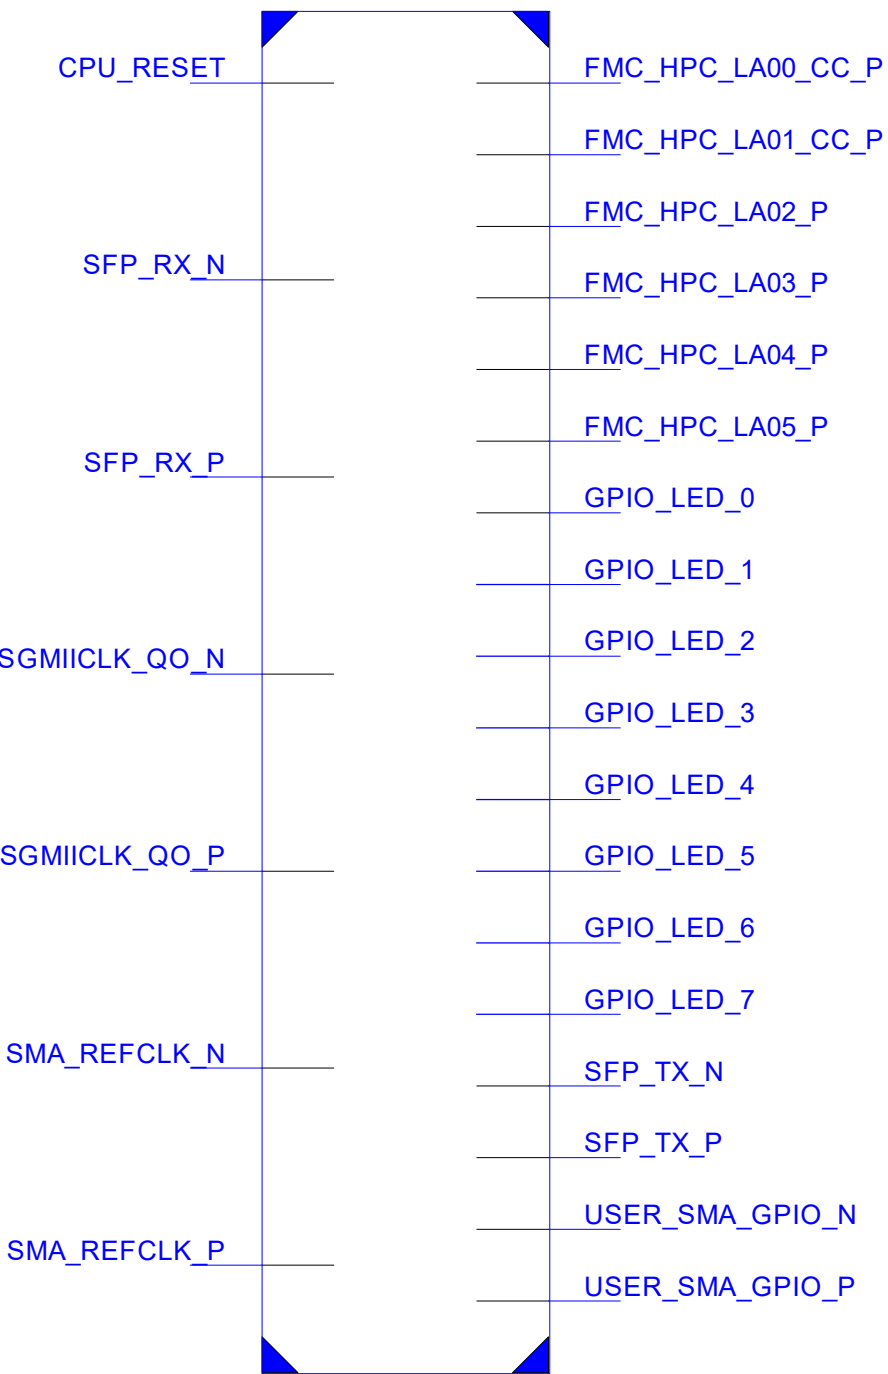 CPU_RESET
SFP_RX_N
SFP_RX_P
SGMIICLK_QO_N
SGMIICLK_QO_P
SMA_REFCLK_N
SMA_REFCLK_P
FMC_HPC_LA00_CC_P
FMC_HPC_LA01_CC_P
FMC_HPC_LA02_P
FMC_HPC_LA03_P
FMC_HPC_LA04_P
FMC_HPC_LA05_P
GPIO_LED_0
GPIO_LED_1
GPIO_LED_2
GPIO_LED_3
GPIO_LED_4
GPIO_LED_5
GPIO_LED_6
GPIO_LED_7
SFP_TX_N
SFP_TX_P
USER_SMA_GPIO_N
USER_SMA_GPIO_P